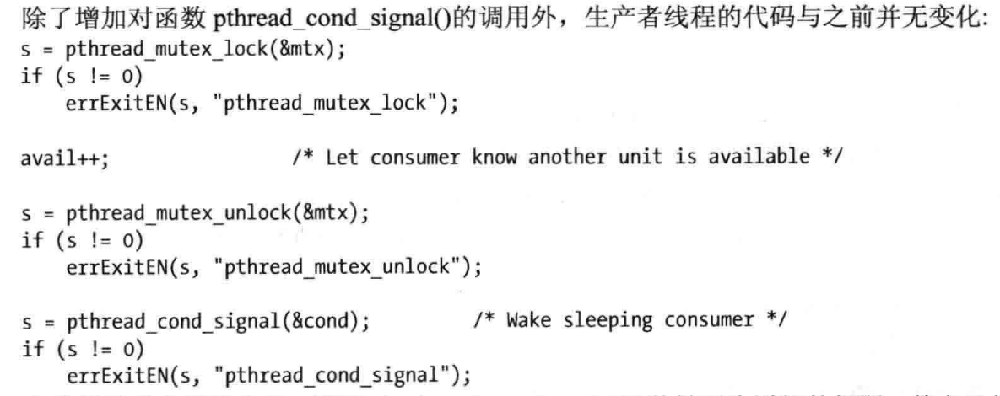 除了增加对函数 pthread_cond_signal()的调用外，生产者线程的代码与之前并无变化:
s = pthread_mutex_lock(&mtx);
if (s != 0)
    errExitEN(s, "pthread_mutex_lock");
avail++;                /* Let consumer know another unit is available */
s = pthread_mutex_unlock(&mtx);
if (s != 0)
    errExitEN(s, "pthread_mutex_unlock");
s = pthread_cond_signal(&cond);         /* Wake sleeping consumer */
if (s != 0)
    errExitEN(s, "pthread_cond_signal");